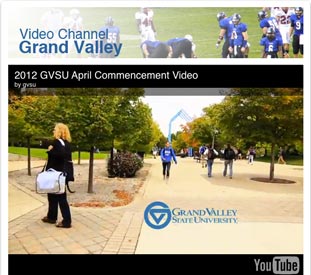 Video Channel
Grand Valley
2012 GVSU April Commencement Video
by gvsu
GRAND VALLEY
STATE UNIVERSITY
YouTube